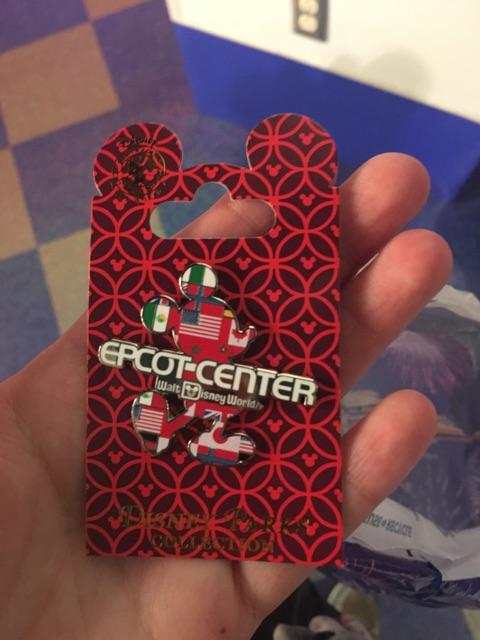 EPCOT-CENTER
Walt Disney World
DISNEY PARKS
COLLECTION